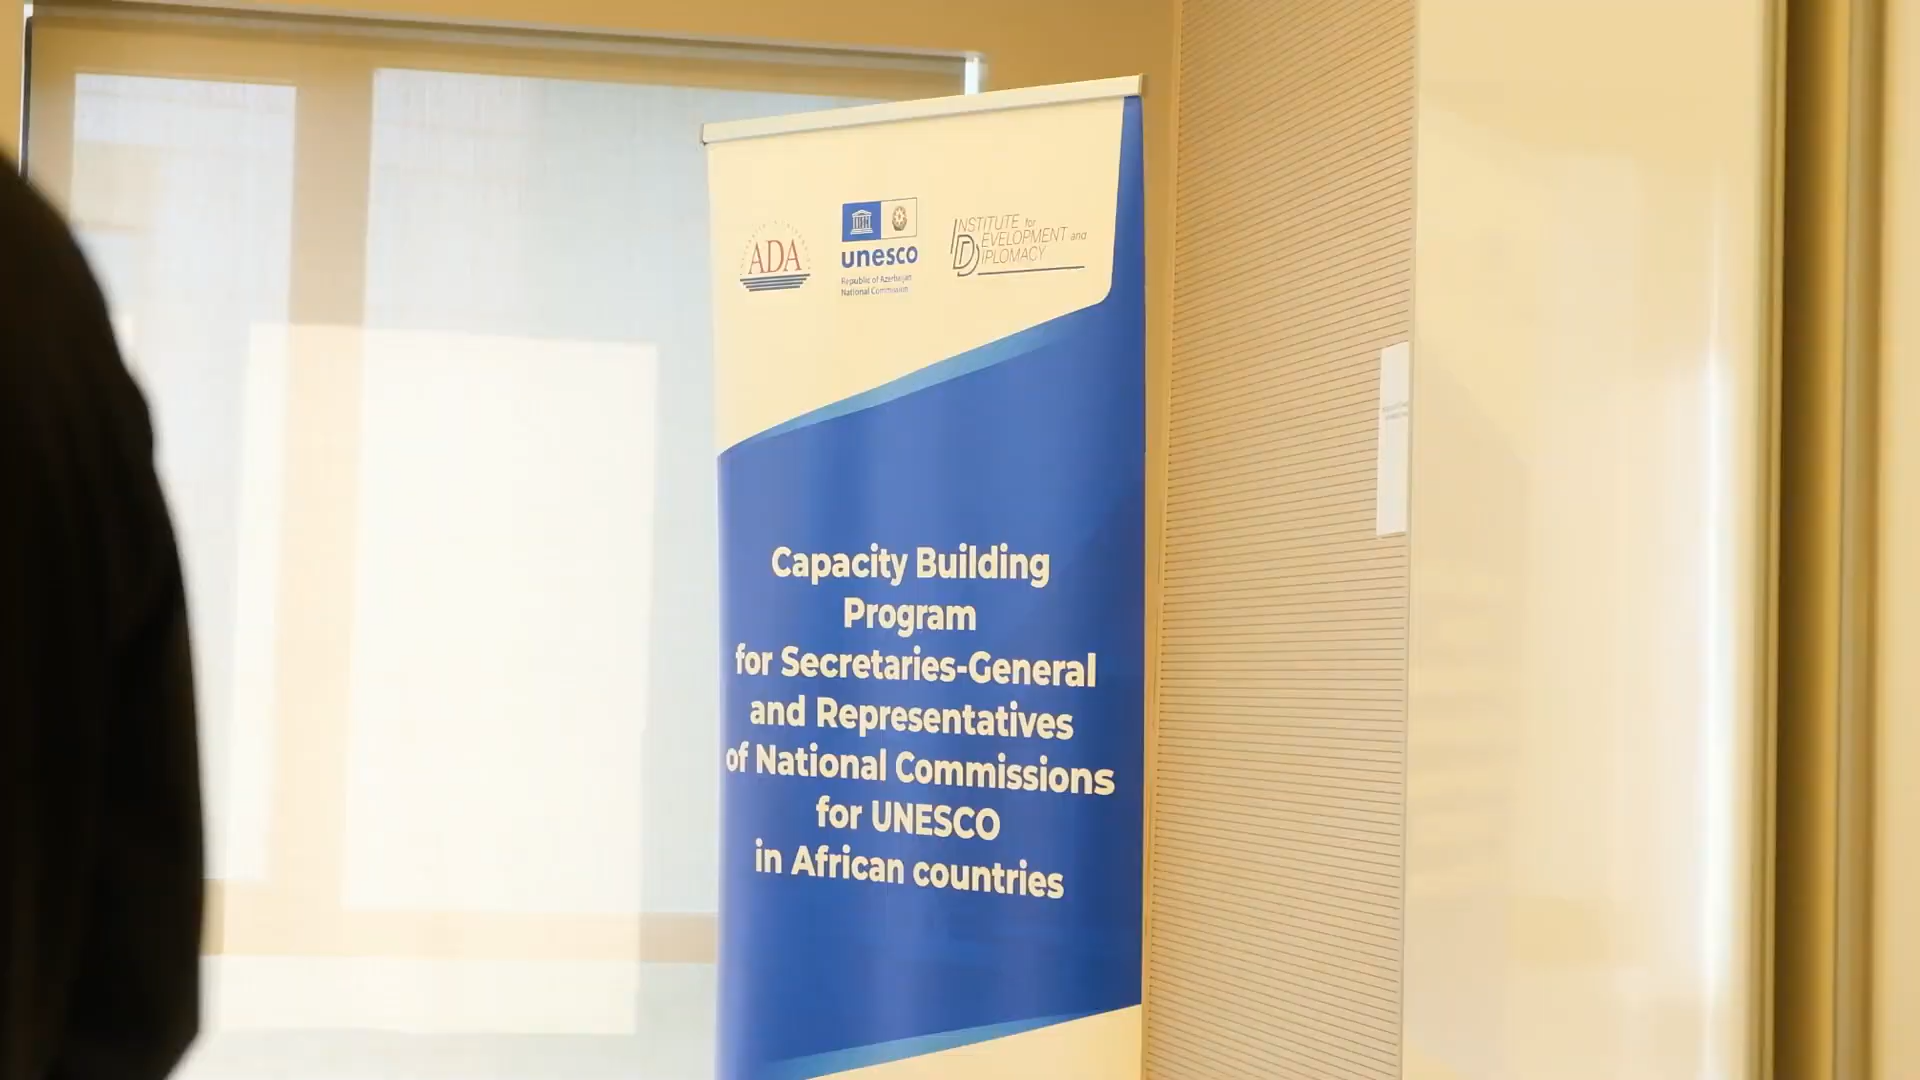 ADA
unesco
Republic of Azerbaijan
National Commission
INSTITUTE for
DEVELOPMENT and
DIPLOMACY
Capacity Building
Program
for Secretaries-General
and Representatives
of National Commissions
for UNESCO
in African countries